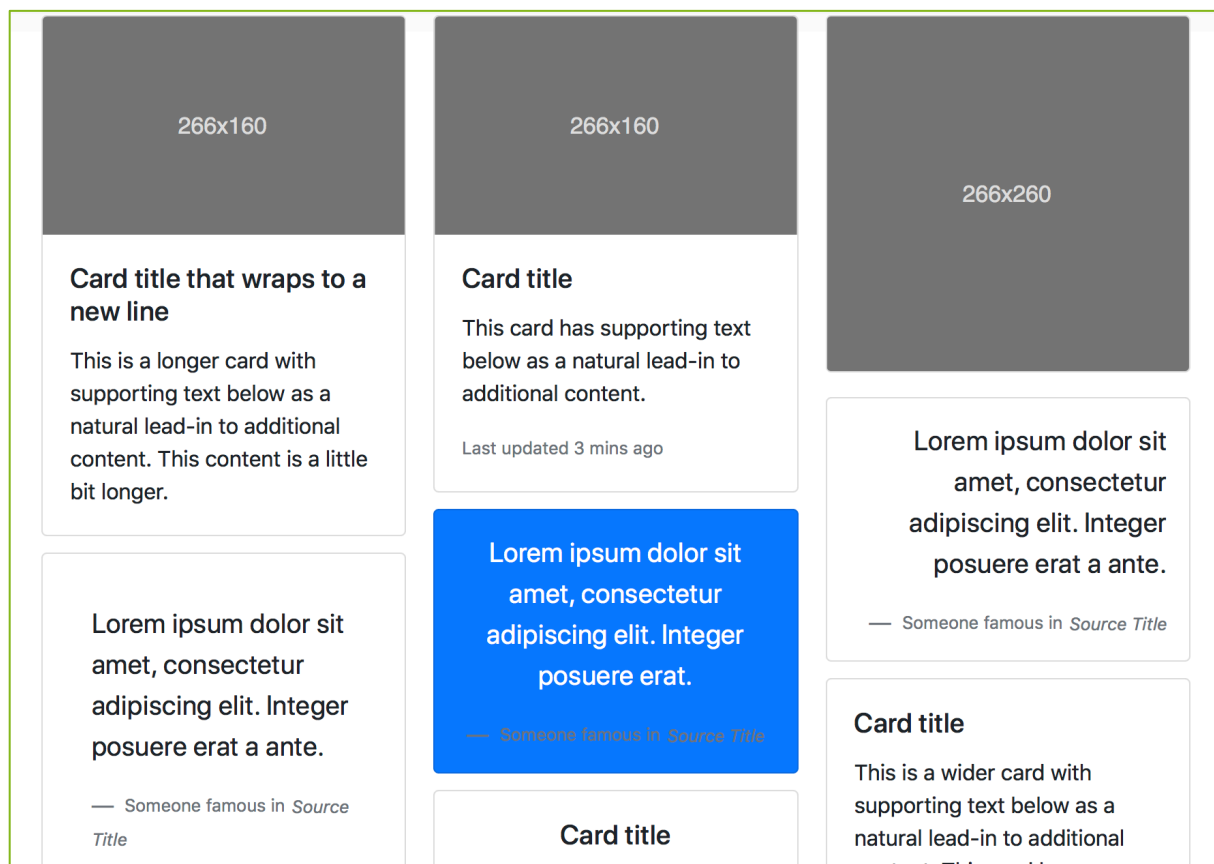 266x160
Card title that wraps to a
new line
This is a longer card with
supporting text below as a
natural lead-in to additional
content. This content is a little
bit longer.
Lorem ipsum dolor sit
amet, consectetur
adipiscing elit. Integer
posuere erat a ante.
— Someone famous in Source
Title
266x160
Card title
This card has supporting text
below as a natural lead-in to
additional content.
Last updated 3 mins ago
Lorem ipsum dolor sit
amet, consectetur
adipiscing elit. Integer
posuere erat.
— Someone famous in Source Title
Card title
266x260
Lorem ipsum dolor sit
amet, consectetur
adipiscing elit. Integer
posuere erat a ante.
— Someone famous in Source Title
Card title
This is a wider card with
supporting text below as a
natural lead-in to additional